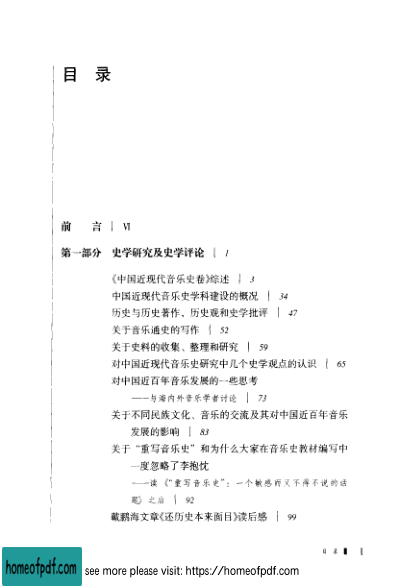 目 录
前 言 | Ⅵ
第一部分 史学研究及史学评论 | 1
《中国近现代音乐史卷》综述 | 3
中国近现代音乐史学科建设的概况 | 34
历史与历史著作、历史观和史学批评 | 47
关于音乐通史的写作 | 52
关于史料的收集、整理和研究 | 59
对中国近现代音乐史研究中几个史学观点的认识 | 65
对中国近百年音乐发展的一些思考
——与海内外音乐学者讨论 | 73
关于不同民族文化、音乐的交流及其对中国近百年音乐
发展的影响 | 83
关于“重写音乐史”和为什么大家在音乐史教材编写中
一度忽略了李抱忱
——读《“重写音乐史”：一个敏感而又不得不说的话
题》之后 | 92
戴鹏海文章《还历史本来面目》读后感 | 99
目 录 Ⅰ
homeofpdf.com
see more please visit: https://homeofpdf.com